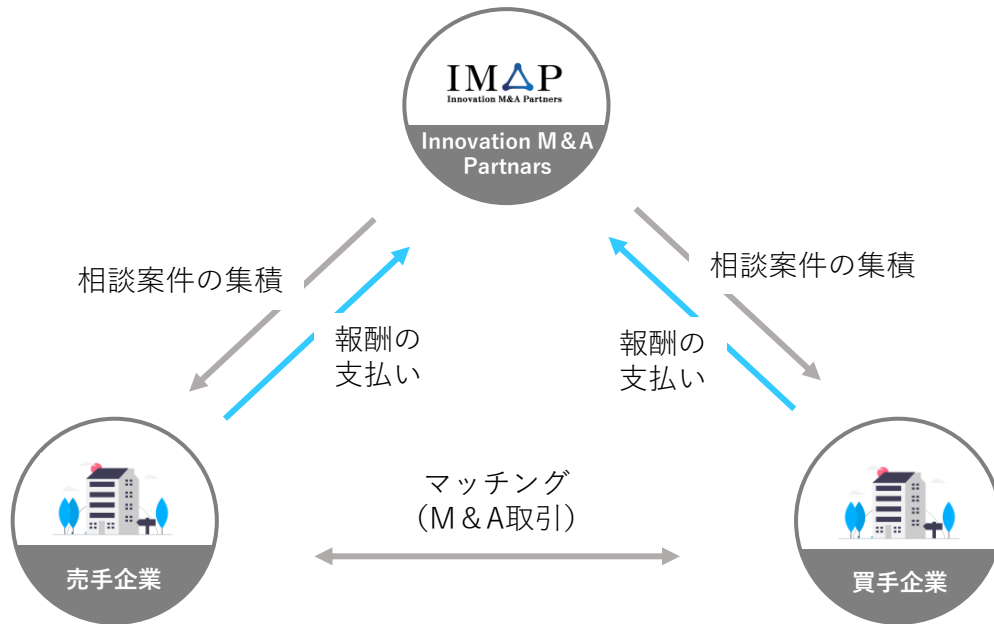 IMAP
Innovation M&A Partners
Innovation M&A
Partnars
相談案件の集積
相談案件の集積
報酬の
支払い
報酬の
支払い
マッチング
（M&A取引）
売手企業
買手企業